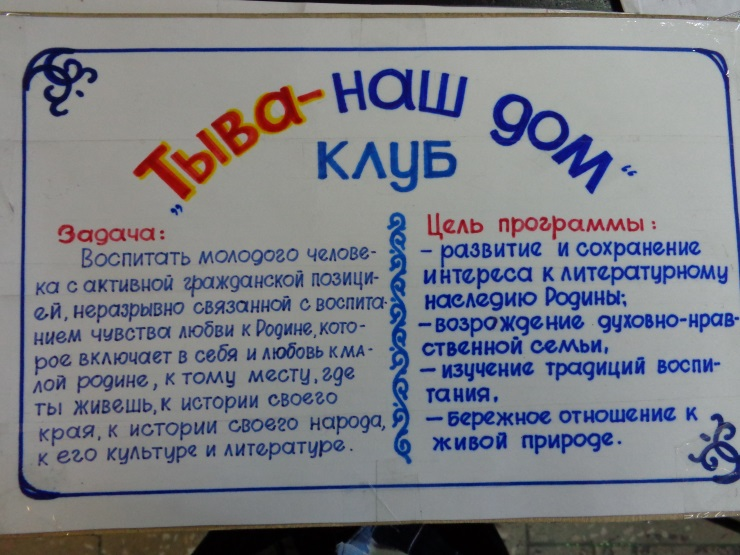 „Тыва- наш дом“
клуб
Задача:
Воспитать молодого челове-
ка с активной гражданской позици-
ей, неразрывно связанной с воспита-
нием чувства любви к Родине, кото-
рое включает в себя и любовь к ма-
лой родине, к тому месту, где
ты живешь, к истории своего
края, к истории своего народа,
к его культуре и литературе.
Цель программы:
- развитие и сохранение
интереса к литературному
наследию Родины;
- возрождение духовно-нрав-
ственной семьи,
- изучение традиций воспи-
тания,
- бережное отношение к
живой природе.